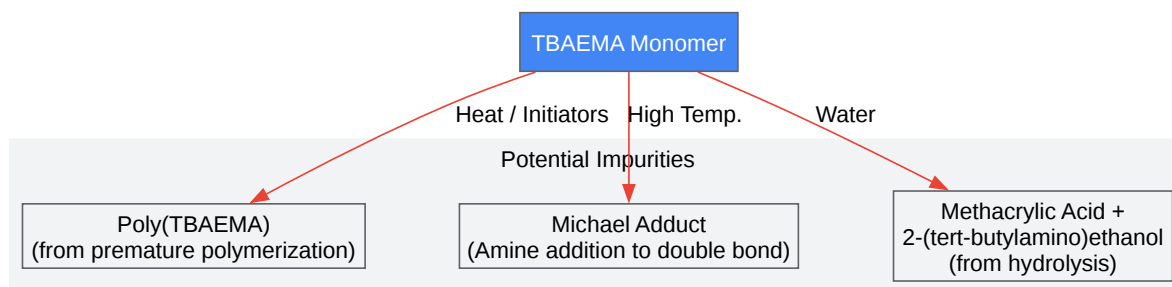 TBAEMA Monomer
Heat / Initiators
High Temp.
Water
Potential Impurities
Poly(TBAEMA)
(from premature polymerization)
Michael Adduct
(Amine addition to double bond)
Methacrylic Acid +
2-(tert-butylamino)ethanol
(from hydrolysis)